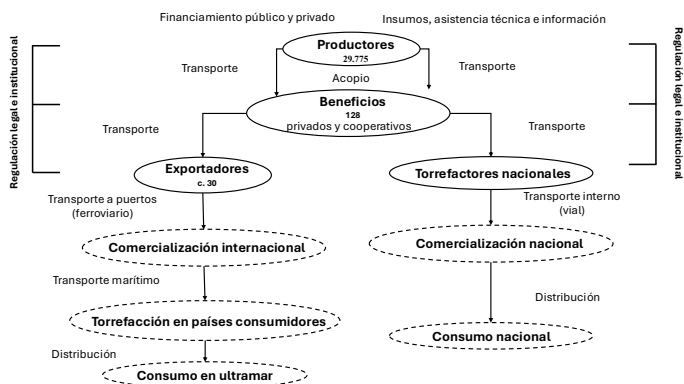 Financiamiento público y privado
Insumos, asistencia técnica e información
Regulación legal e institucional
Regulación legal e institucional
Productores
29.775
Transporte
Transporte
Acopio
Beneficios
128
privados y cooperativos
Transporte
Transporte
Exportadores
c. 30
Torrefactores nacionales
Transporte a puertos
(ferroviario)
Transporte interno
(vial)
Comercialización internacional
Comercialización nacional
Transporte marítimo
Distribución
Torrefacción en países consumidores
Consumo nacional
Distribución
Consumo en ultramar